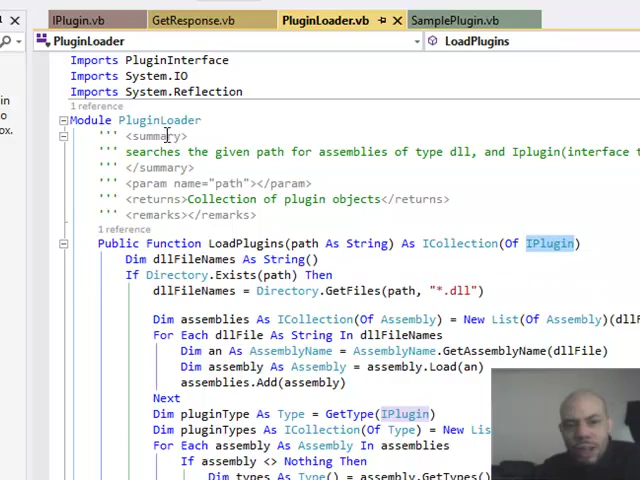 IPlugin.vb GetResponse.vb PluginLoader.vb SamplePlugin.vb
PluginLoader LoadPlugins
Imports PluginInterface
Imports System.IO
Imports System.Reflection
1 reference
Module PluginLoader
''' <summary>
''' searches the given path for assemblies of type dll, and Iplugin(interface t
''' </summary>
''' <param name="path"></param>
''' <returns>Collection of plugin objects</returns>
''' <remarks></remarks>
1 reference
Public Function LoadPlugins(path As String) As ICollection(Of IPlugin)
Dim dllFileNames As String()
If Directory.Exists(path) Then
dllFileNames = Directory.GetFiles(path, "*.dll")
Dim assemblies As ICollection(Of Assembly) = New List(Of Assembly)(dllFi
For Each dllFile As String In dllFileNames
Dim an As AssemblyName = AssemblyName.GetAssemblyName(dllFile)
Dim assembly As Assembly = Assembly.Load(an)
assemblies.Add(assembly)
Next
Dim pluginType As Type = GetType(IPlugin)
Dim pluginTypes As ICollection(Of Type) = New Lis
For Each assembly As Assembly In assemblies
If assembly <> Nothing Then
Dim types As Type() = assembly.GetTypes()